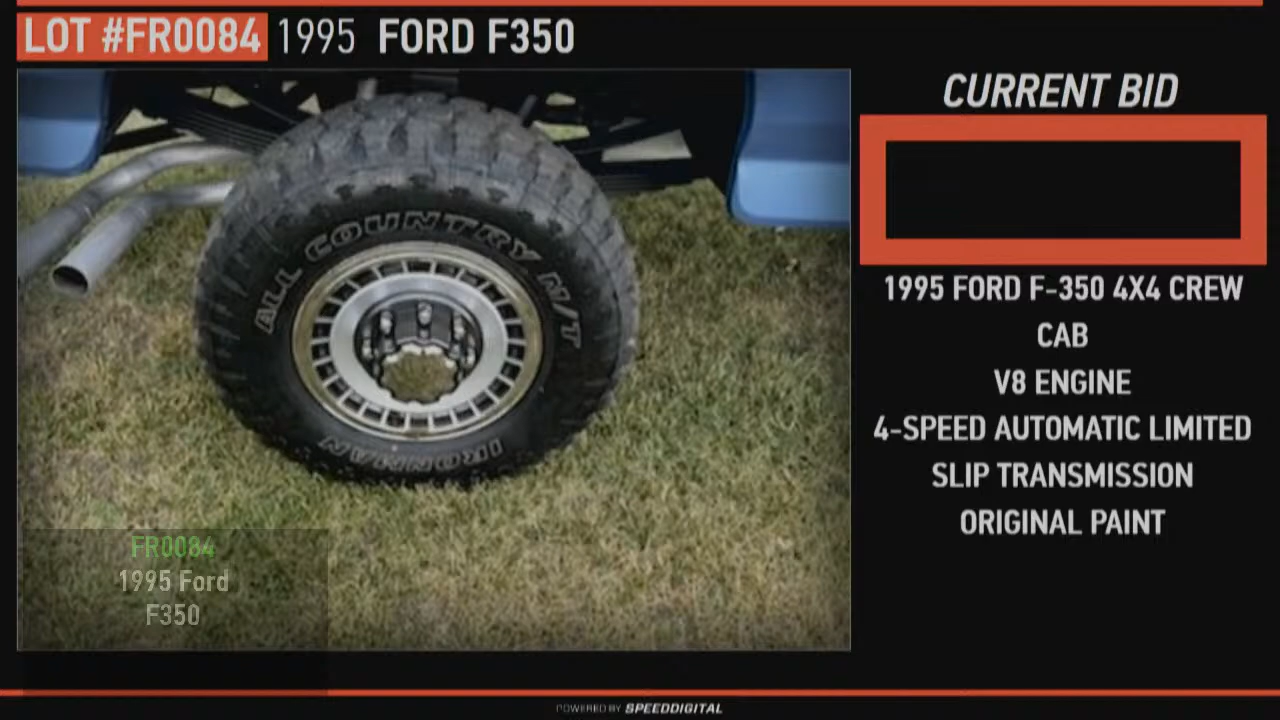 LOT #FR0084 1995 FORD F350
CURRENT BID
1995 FORD F-350 4X4 CREW
CAB
V8 ENGINE
4-SPEED AUTOMATIC LIMITED
SLIP TRANSMISSION
ORIGINAL PAINT
ALL COUNTRY M/T
IRONMAN
FR0084
1995 Ford
F350
POWERED BY SPEEDDIGITAL